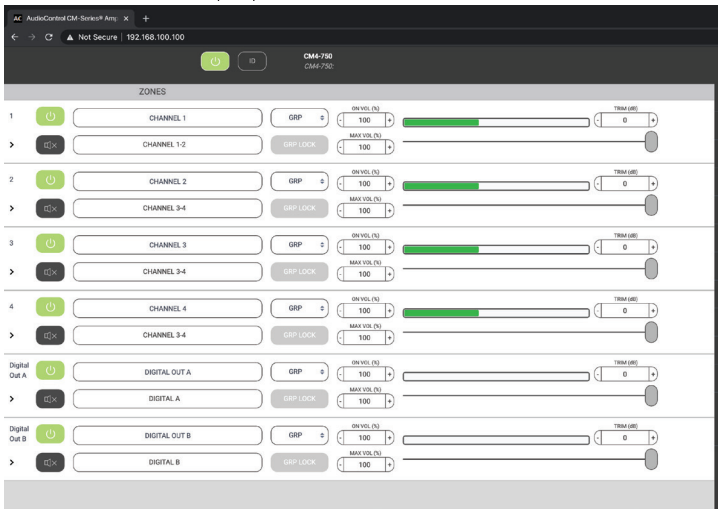 AC AudioControl CM-Series® Amp × +
Not Secure | 192.168.100.100
ID
CM4-750
CM4-750:
ZONES
1 CHANNEL 1 GRP ON VOL (%) - 100 + TRIM (dB) - 0 +
CHANNEL 1-2 GRP LOCK MAX VOL (%) - 100 +
2 CHANNEL 2 GRP ON VOL (%) - 100 + TRIM (dB) - 0 +
CHANNEL 3-4 GRP LOCK MAX VOL (%) - 100 +
3 CHANNEL 3 GRP ON VOL (%) - 100 + TRIM (dB) - 0 +
CHANNEL 3-4 GRP LOCK MAX VOL (%) - 100 +
4 CHANNEL 4 GRP ON VOL (%) - 100 + TRIM (dB) - 0 +
CHANNEL 3-4 GRP LOCK MAX VOL (%) - 100 +
Digital Out A DIGITAL OUT A GRP ON VOL (%) - 100 + TRIM (dB) - 0 +
DIGITAL A GRP LOCK MAX VOL (%) - 100 +
Digital Out B DIGITAL OUT B GRP ON VOL (%) - 100 + TRIM (dB) - 0 +
DIGITAL B GRP LOCK MAX VOL (%) - 100 +